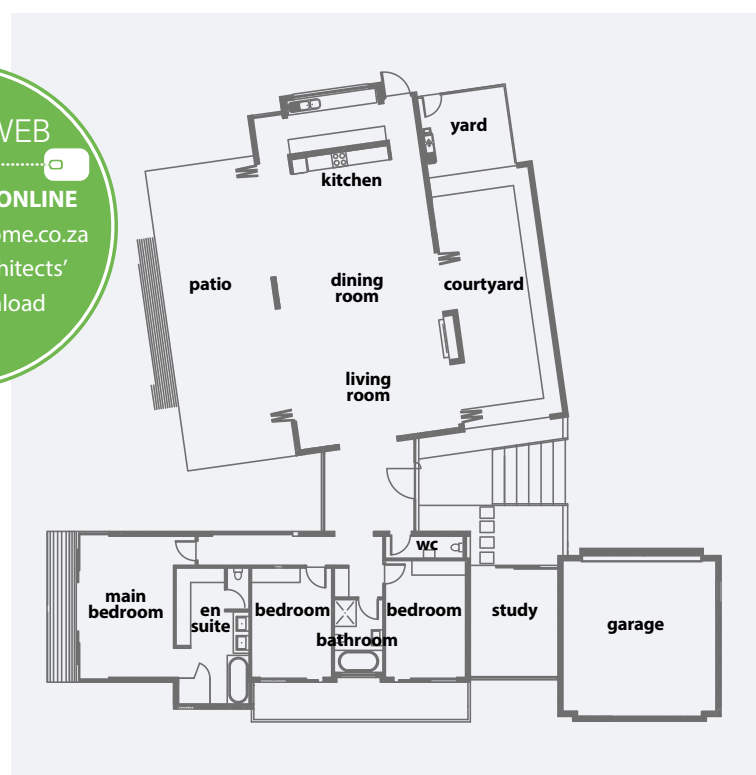 WEB
ONLINE
ome.co.za
hitects’
load
yard
kitchen
patio
dining
room
courtyard
living
room
wc
main
bedroom
en
suite
bedroom
bathroom
bedroom
study
garage